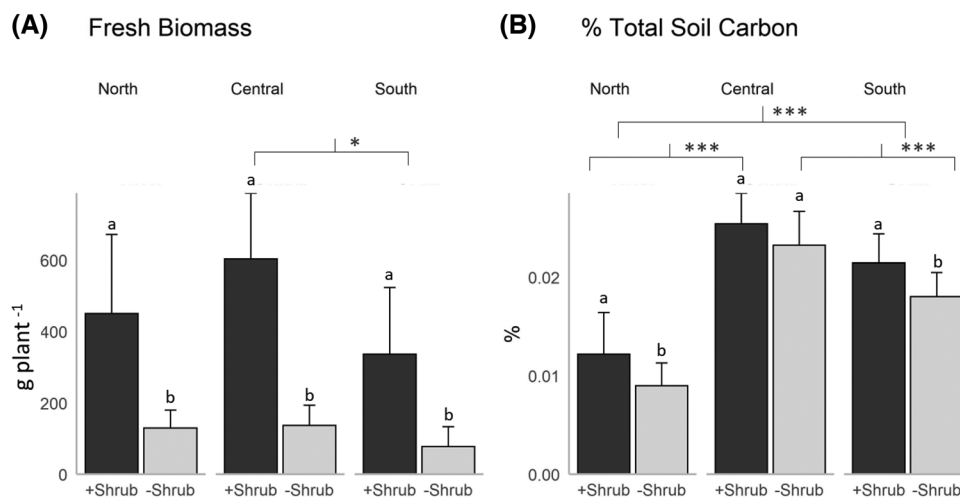 (A) Fresh Biomass
North Central South
*
a a a
b b b
600
400
200
0
g plant -1
+Shrub -Shrub +Shrub -Shrub +Shrub -Shrub
(B) % Total Soil Carbon
North Central South
***
*** ***
a b a a a b
0.02
0.01
0.00
%
+Shrub -Shrub +Shrub -Shrub +Shrub -Shrub